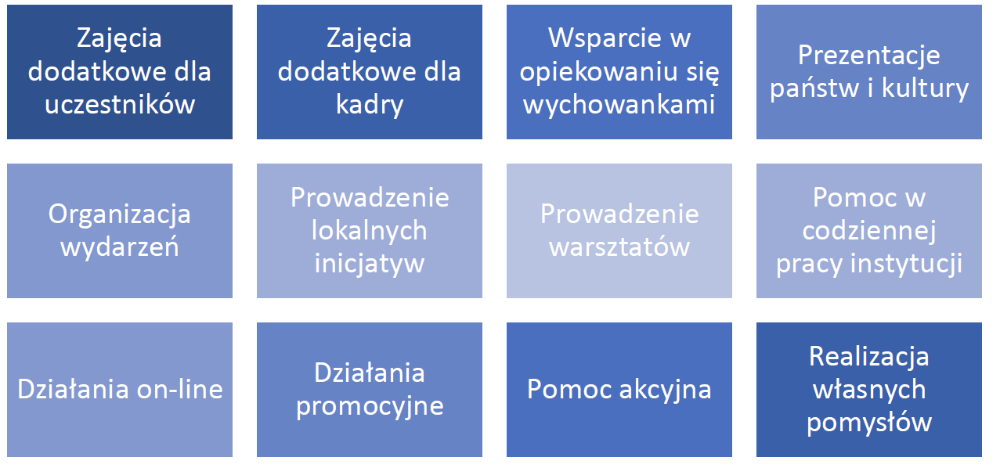 Zajęcia
dodatkowe dla
uczestników
Zajęcia
dodatkowe dla
kadry
Wsparcie w
opiekowaniu się
wychowankami
Prezentacje
państw i kultury
Organizacja
wydarzeń
Prowadzenie
lokalnych
inicjatyw
Prowadzenie
warsztatów
Pomoc w
codziennej
pracy instytucji
Działania on-line
Działania
promocyjne
Pomoc akcyjna
Realizacja
własnych
pomysłów